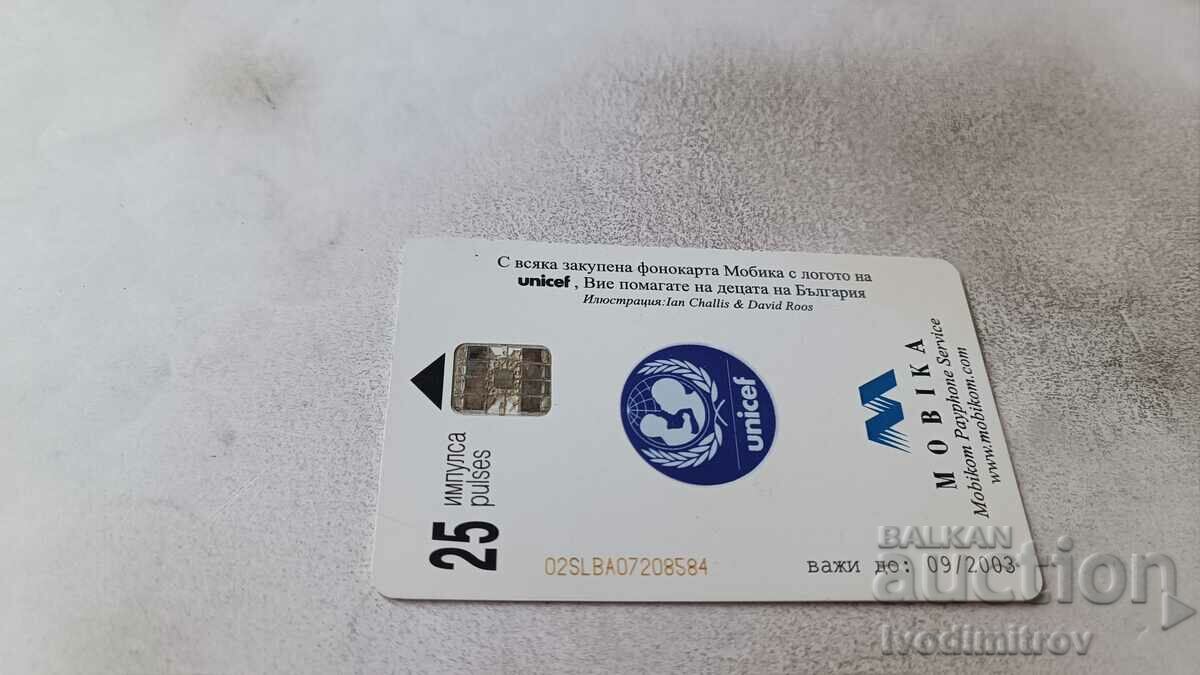 С всяка закупена фонокарта Мобика с логото на
unicef, Вие помагате на децата на България
Илюстрация:Ian Challis & David Roos
25 импулса
pulses
unicef
MOBIKA
Mobikom Payphone Service
www.mobikom.com
02SLBA07208584
важи до: 09/2003
BALKAN
auction
Ivodimitrov